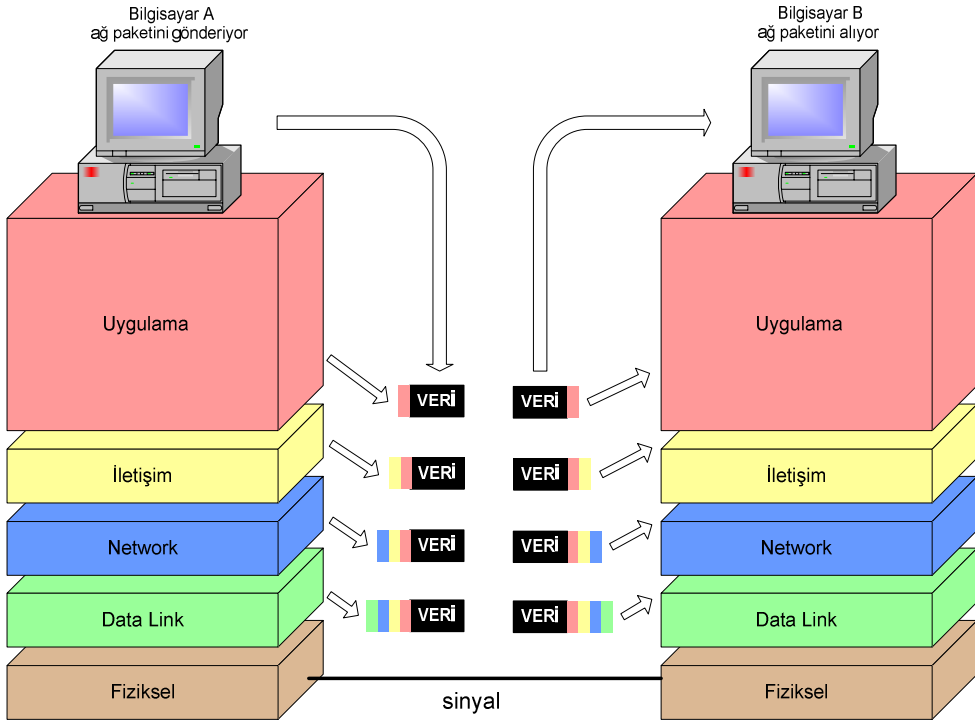 Bilgisayar A
ağ paketini gönderiyor
Bilgisayar B
ağ paketini alıyor
Uygulama
Uygulama
VERİ
VERİ
İletişim
VERİ
VERİ
İletişim
Network
VERİ
VERİ
Network
Data Link
VERİ
VERİ
Data Link
Fiziksel
sinyal
Fiziksel